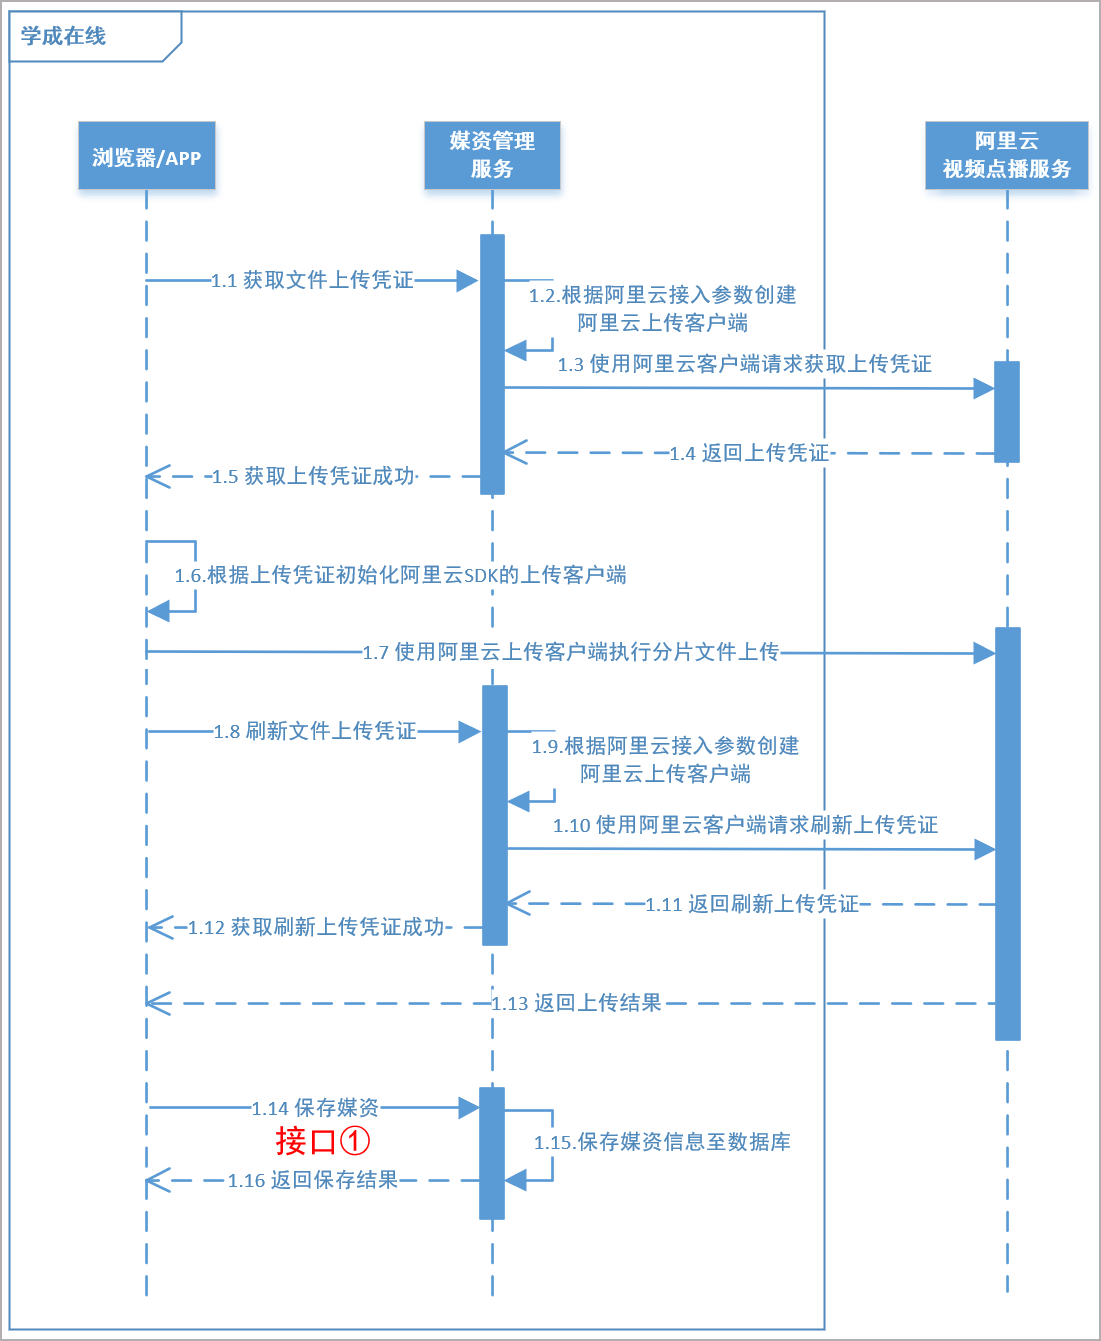 学成在线
浏览器/APP
媒资管理
服务
阿里云
视频点播服务
1.1 获取文件上传凭证
1.2.根据阿里云接入参数创建
阿里云上传客户端
1.3 使用阿里云客户端请求获取上传凭证
1.4 返回上传凭证
1.5 获取上传凭证成功
1.6.根据上传凭证初始化阿里云SDK的上传客户端
1.7 使用阿里云上传客户端执行分片文件上传
1.8 刷新文件上传凭证
1.9.根据阿里云接入参数创建
阿里云上传客户端
1.10 使用阿里云客户端请求刷新上传凭证
1.11 返回刷新上传凭证
1.12 获取刷新上传凭证成功
1.13 返回上传结果
1.14 保存媒资
接口①
1.15.保存媒资信息至数据库
1.16 返回保存结果